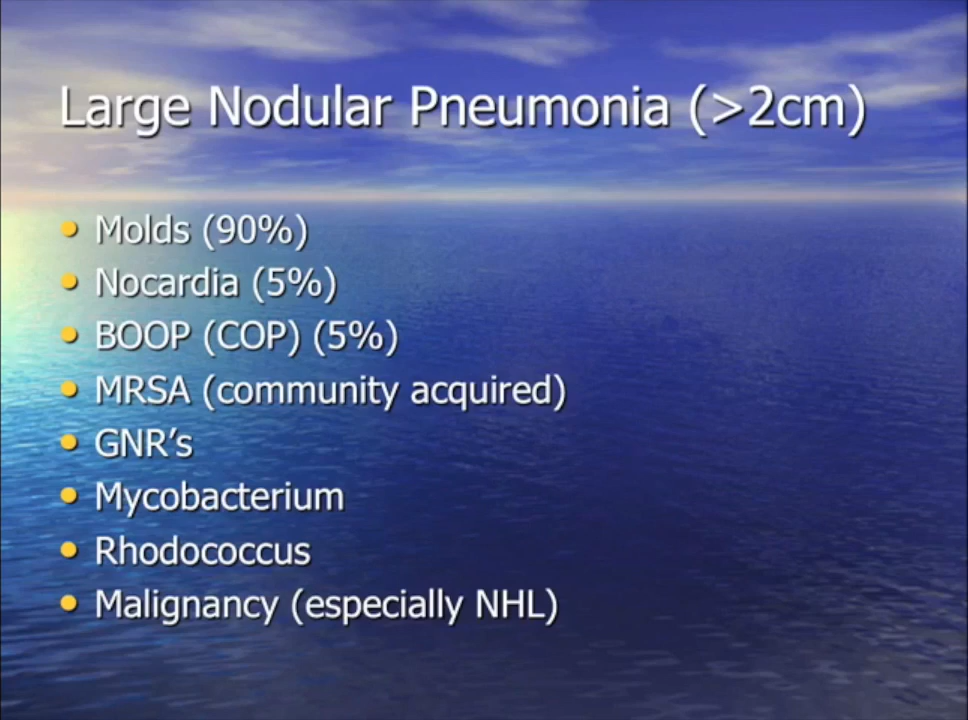 Large Nodular Pneumonia (>2cm)
• Molds (90%)
• Nocardia (5%)
• BOOP (COP) (5%)
• MRSA (community acquired)
• GNR’s
• Mycobacterium
• Rhodococcus
• Malignancy (especially NHL)